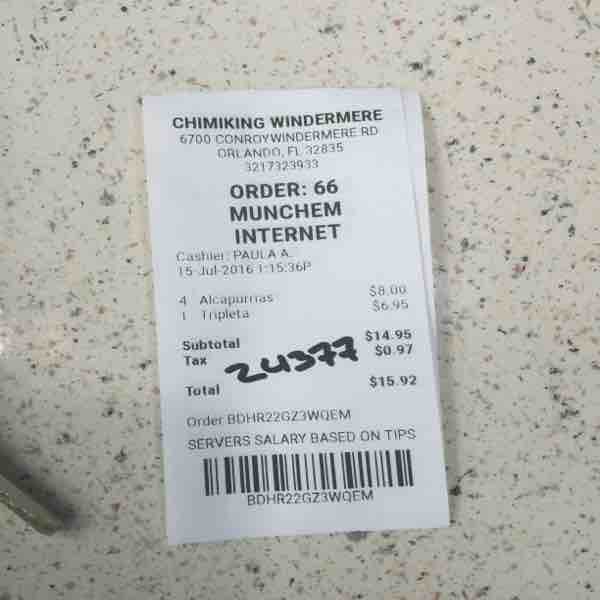 CHIMIKING WINDERMERE
6700 CONROYWINDERMERE RD
ORLANDO, FL 32835
3217323933
ORDER: 66
MUNCHEM
INTERNET
Cashier: PAULA A.
15-Jul-2016 1:15:36P
4 Alcapurrias $8.00
1 Tripleta $6.95
Subtotal $14.95
Tax $0.97
24377
Total $15.92
Order BDHR22GZ3WQEM
SERVERS SALARY BASED ON TIPS
BDHR22GZ3WQEM